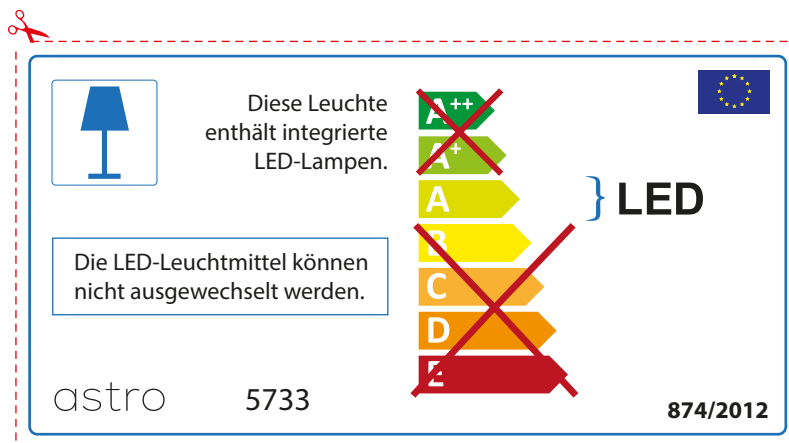 Diese Leuchte
enthält integrierte
LED-Lampen.
Die LED-Leuchtmittel können
nicht ausgewechselt werden.
A++
A+
A
B
C
D
E
LED
astro
5733
874/2012